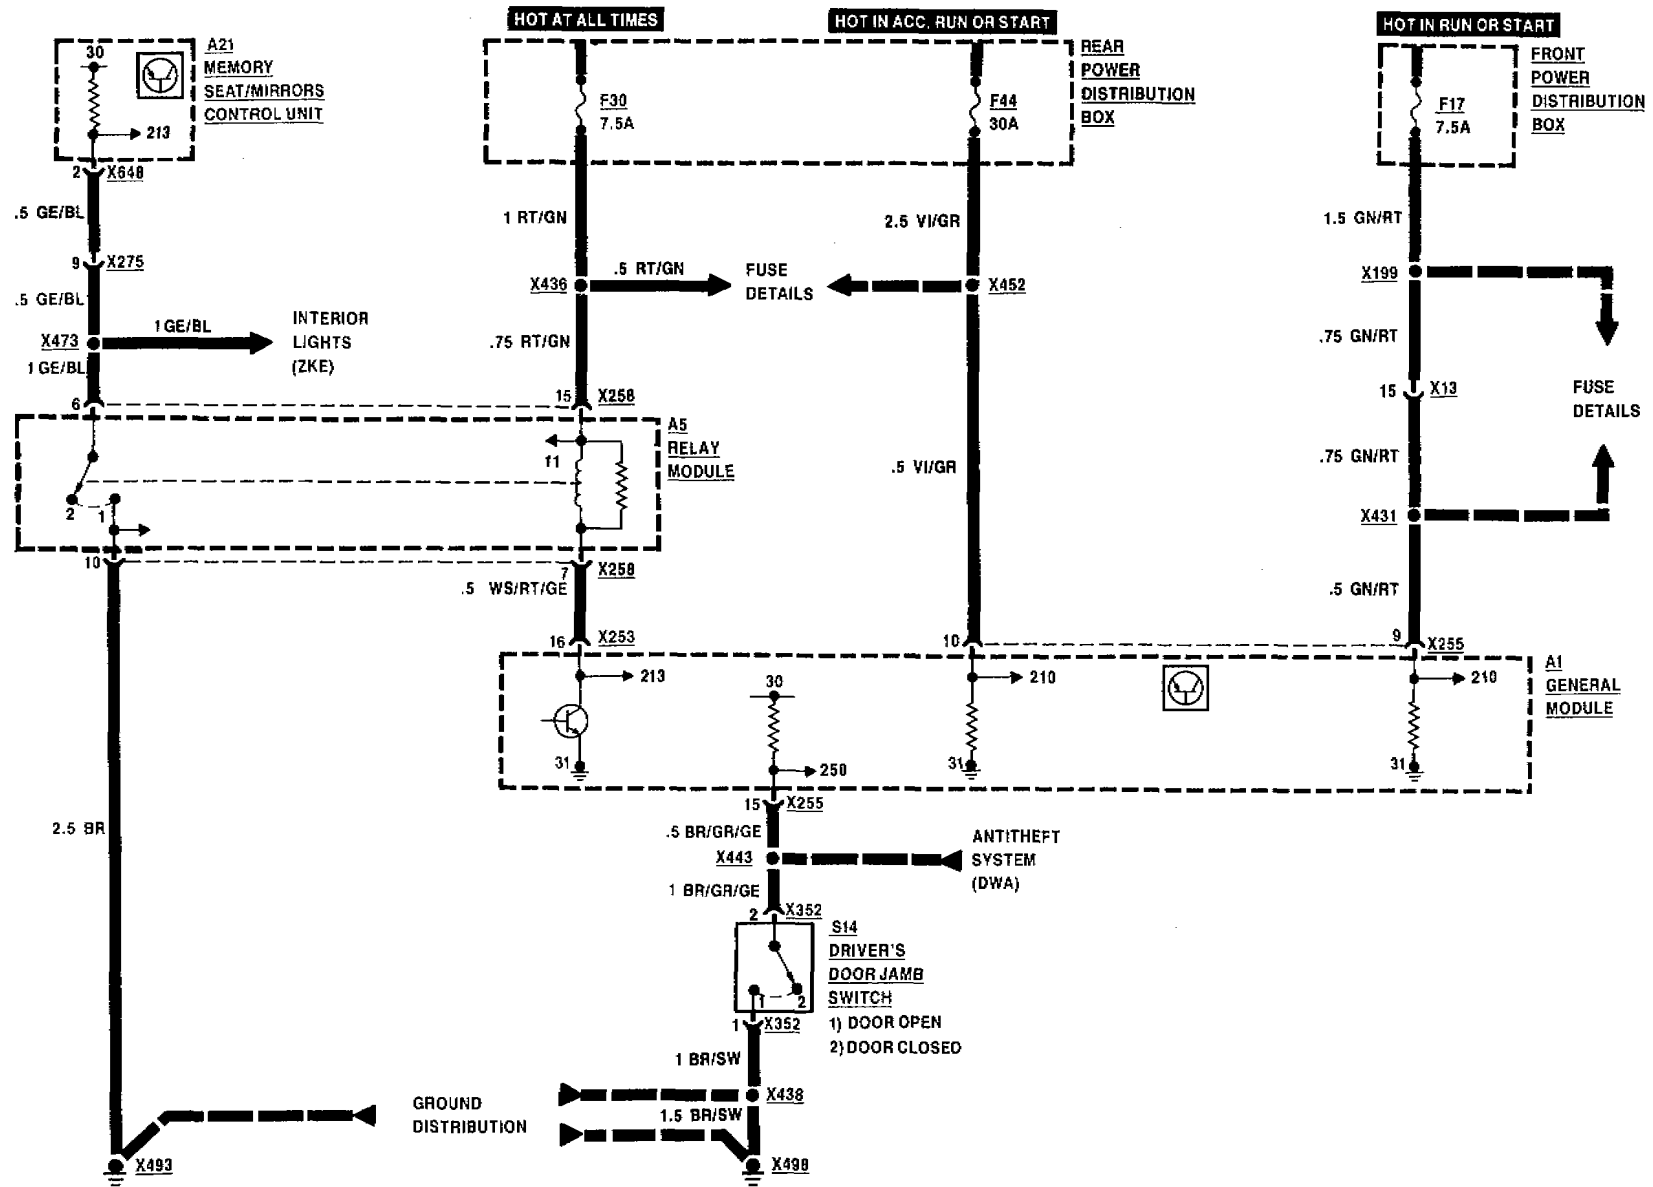 HOT AT ALL TIMES
HOT IN ACC, RUN OR START
HOT IN RUN OR START
30
A21
MEMORY
SEAT/MIRRORS
CONTROL UNIT
213
2 X648
F30
7.5A
F44
30A
REAR
POWER
DISTRIBUTION
BOX
F17
7.5A
FRONT
POWER
DISTRIBUTION
BOX
.5 GE/BL
1 RT/GN
2.5 VI/GR
1.5 GN/RT
9 X275
X436
.5 RT/GN
FUSE
DETAILS
X452
X199
.5 GE/BL
X473
1GE/BL
INTERIOR
LIGHTS
(ZKE)
.75 RT/GN
.75 GN/RT
1GE/BL
15 X13
FUSE
DETAILS
6
15 X258
A5
RELAY
MODULE
f1
2
1
.5 VI/GR
.75 GN/RT
X431
10
7 X258
.5 WS/RT/GE
.5 GN/RT
16 X253
10
9 X255
213
30
210
210
A1
GENERAL
MODULE
31
250
31
31
15 X255
2.5 BR
.5 BR/GR/GE
X443
ANTITHEFT
SYSTEM
(DWA)
1 BR/GR/GE
2 X352
S14
DRIVER'S
DOOR JAMB
SWITCH
1) DOOR OPEN
2) DOOR CLOSED
1
2
1 X352
1 BR/SW
X438
GROUND
DISTRIBUTION
1.5 BR/SW
X493
X498